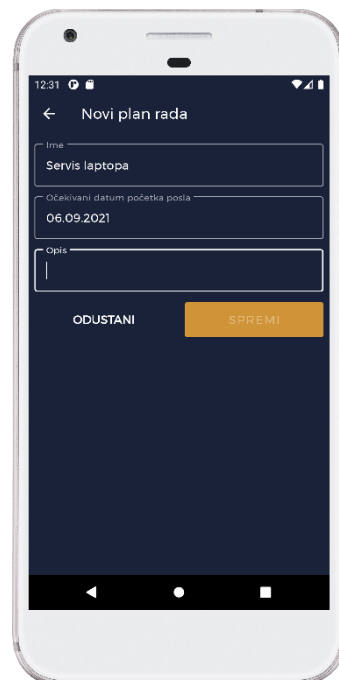 12:31
Novi plan rada
Ime
Servis laptopa
Očekivani datum početka posla
06.09.2021
Opis
ODUSTANI
SPREMI